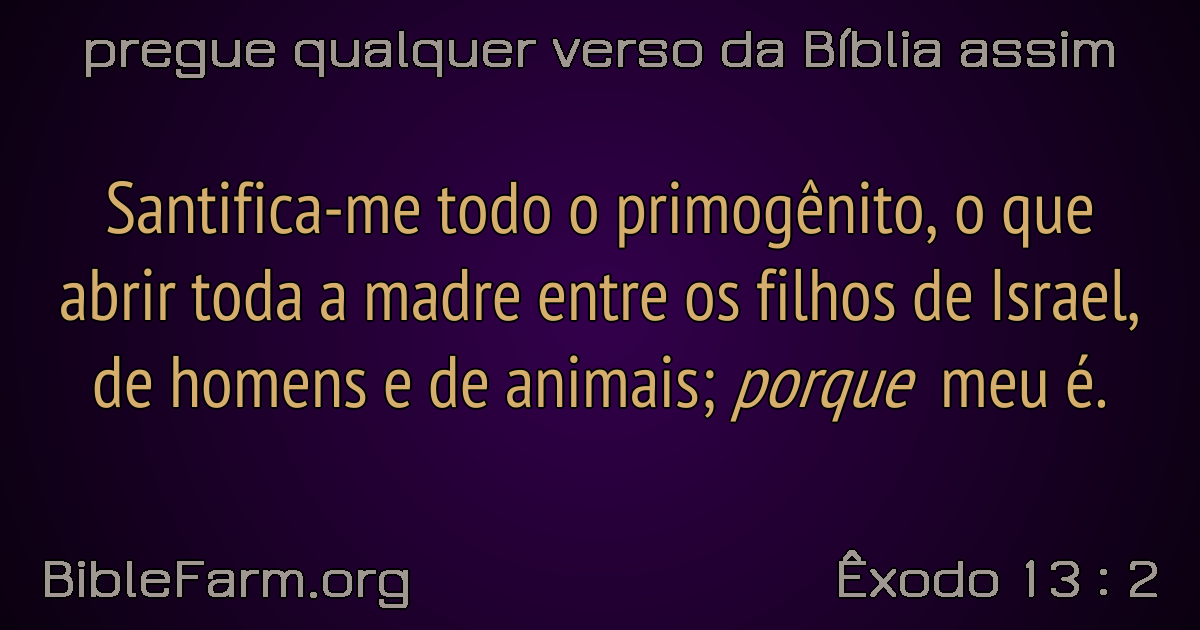 pregue qualquer verso da Bíblia assim
Santifica-me todo o primogênito, o que
abrir toda a madre entre os filhos de Israel,
de homens e de animais; porque meu é.
BibleFarm.org
Êxodo 13 : 2